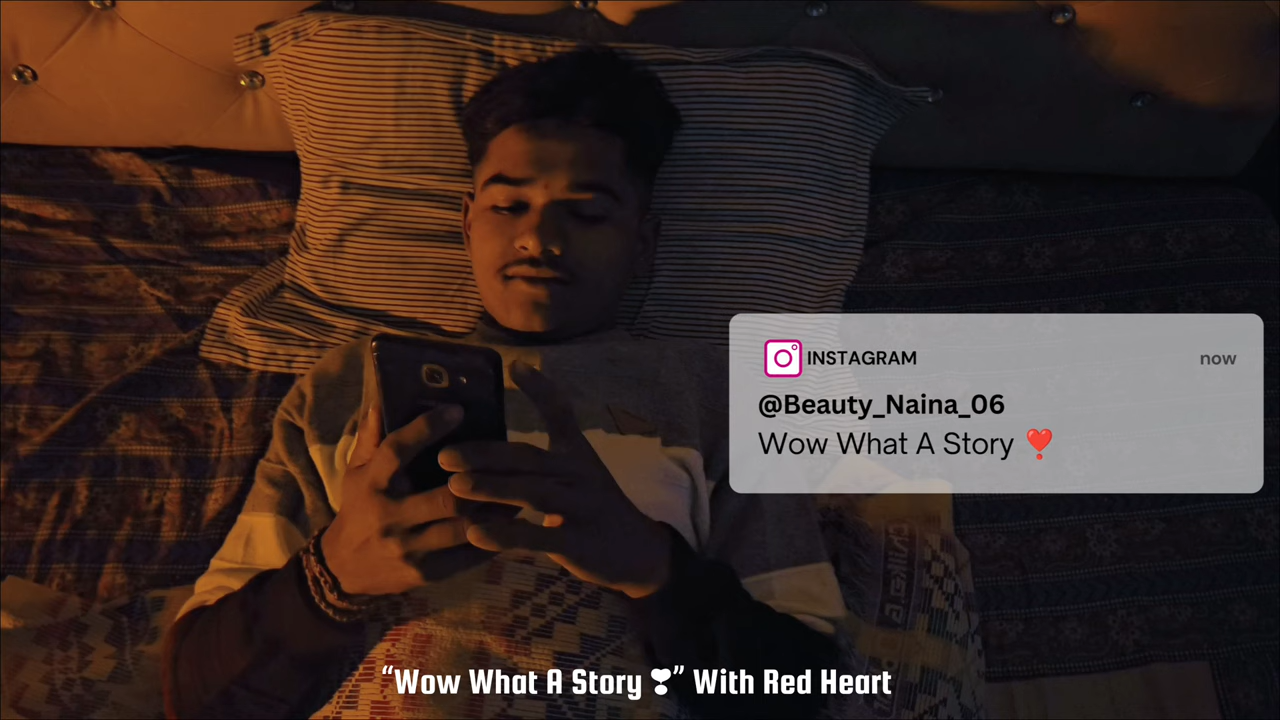 INSTAGRAM now
@Beauty_Naina_06
Wow What A Story ❣️
“Wow What A Story ❣” With Red Heart